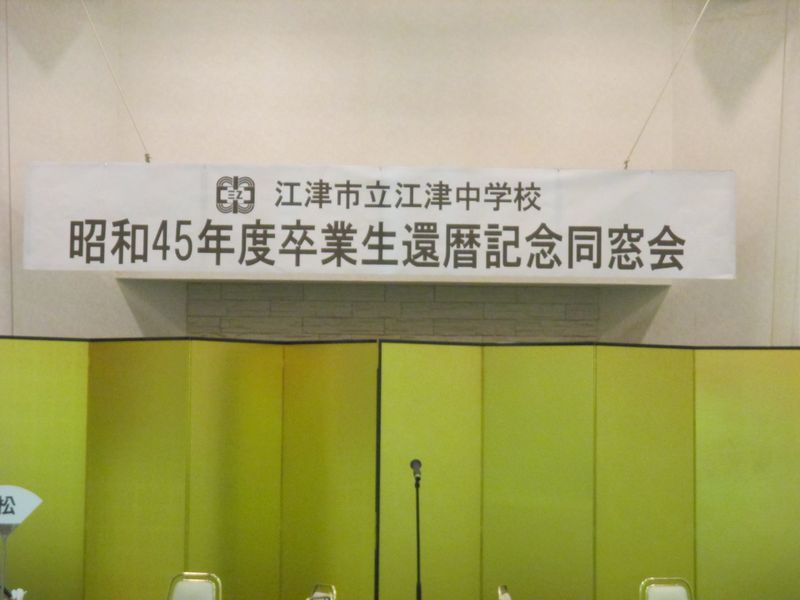 江津市立江津中学校
昭和45年度卒業生還暦記念同窓会
松